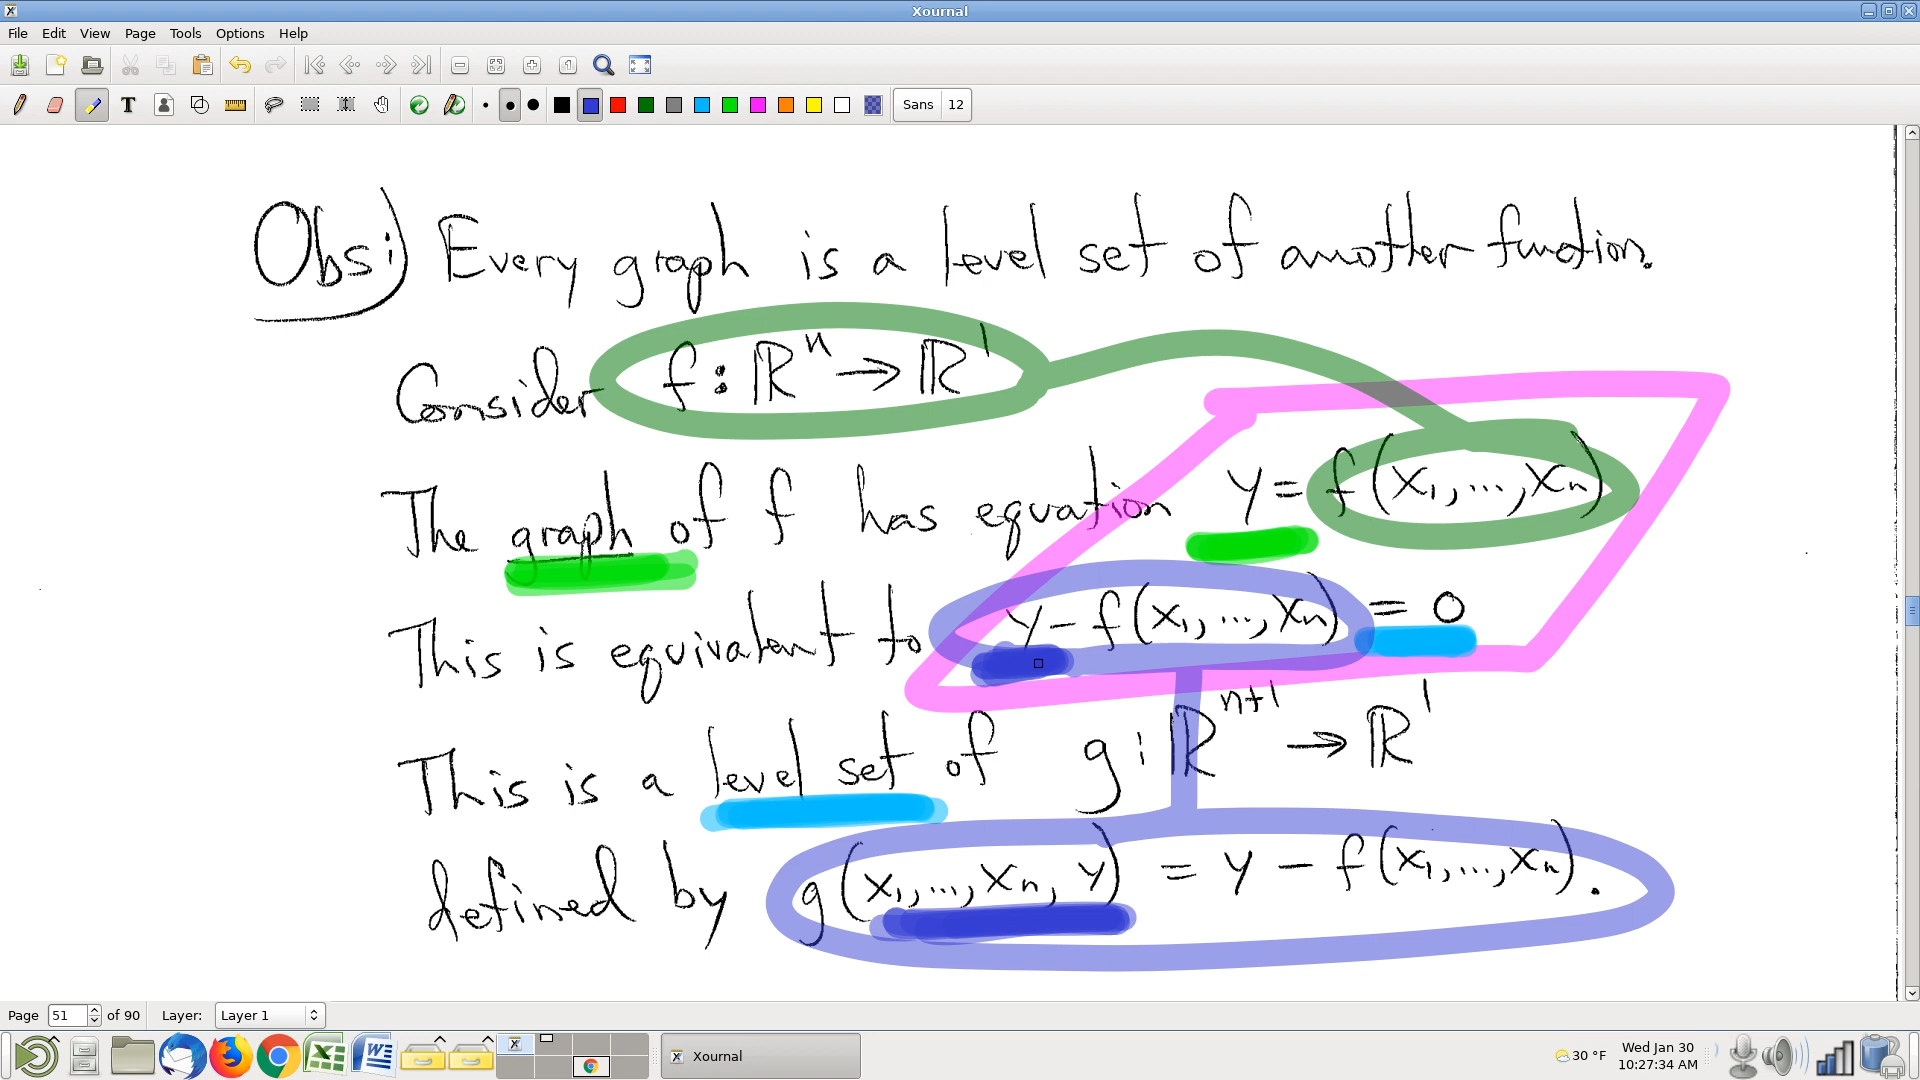 Xournal
File Edit View Page Tools Options Help
Sans 12
Obs:) Every graph is a level set of another function.
Consider f : ℝⁿ → ℝ¹
The graph of f has equation y = f(x₁,...,xₙ)
This is equivalent to y − f(x₁,...,xₙ) = 0
This is a level set of g : ℝⁿ⁺¹ → ℝ¹
defined by g(x₁,...,xₙ, y) = y − f(x₁,...,xₙ).
Page 51 of 90 Layer: Layer 1
Xournal
30 °F
Wed Jan 30
10:27:34 AM